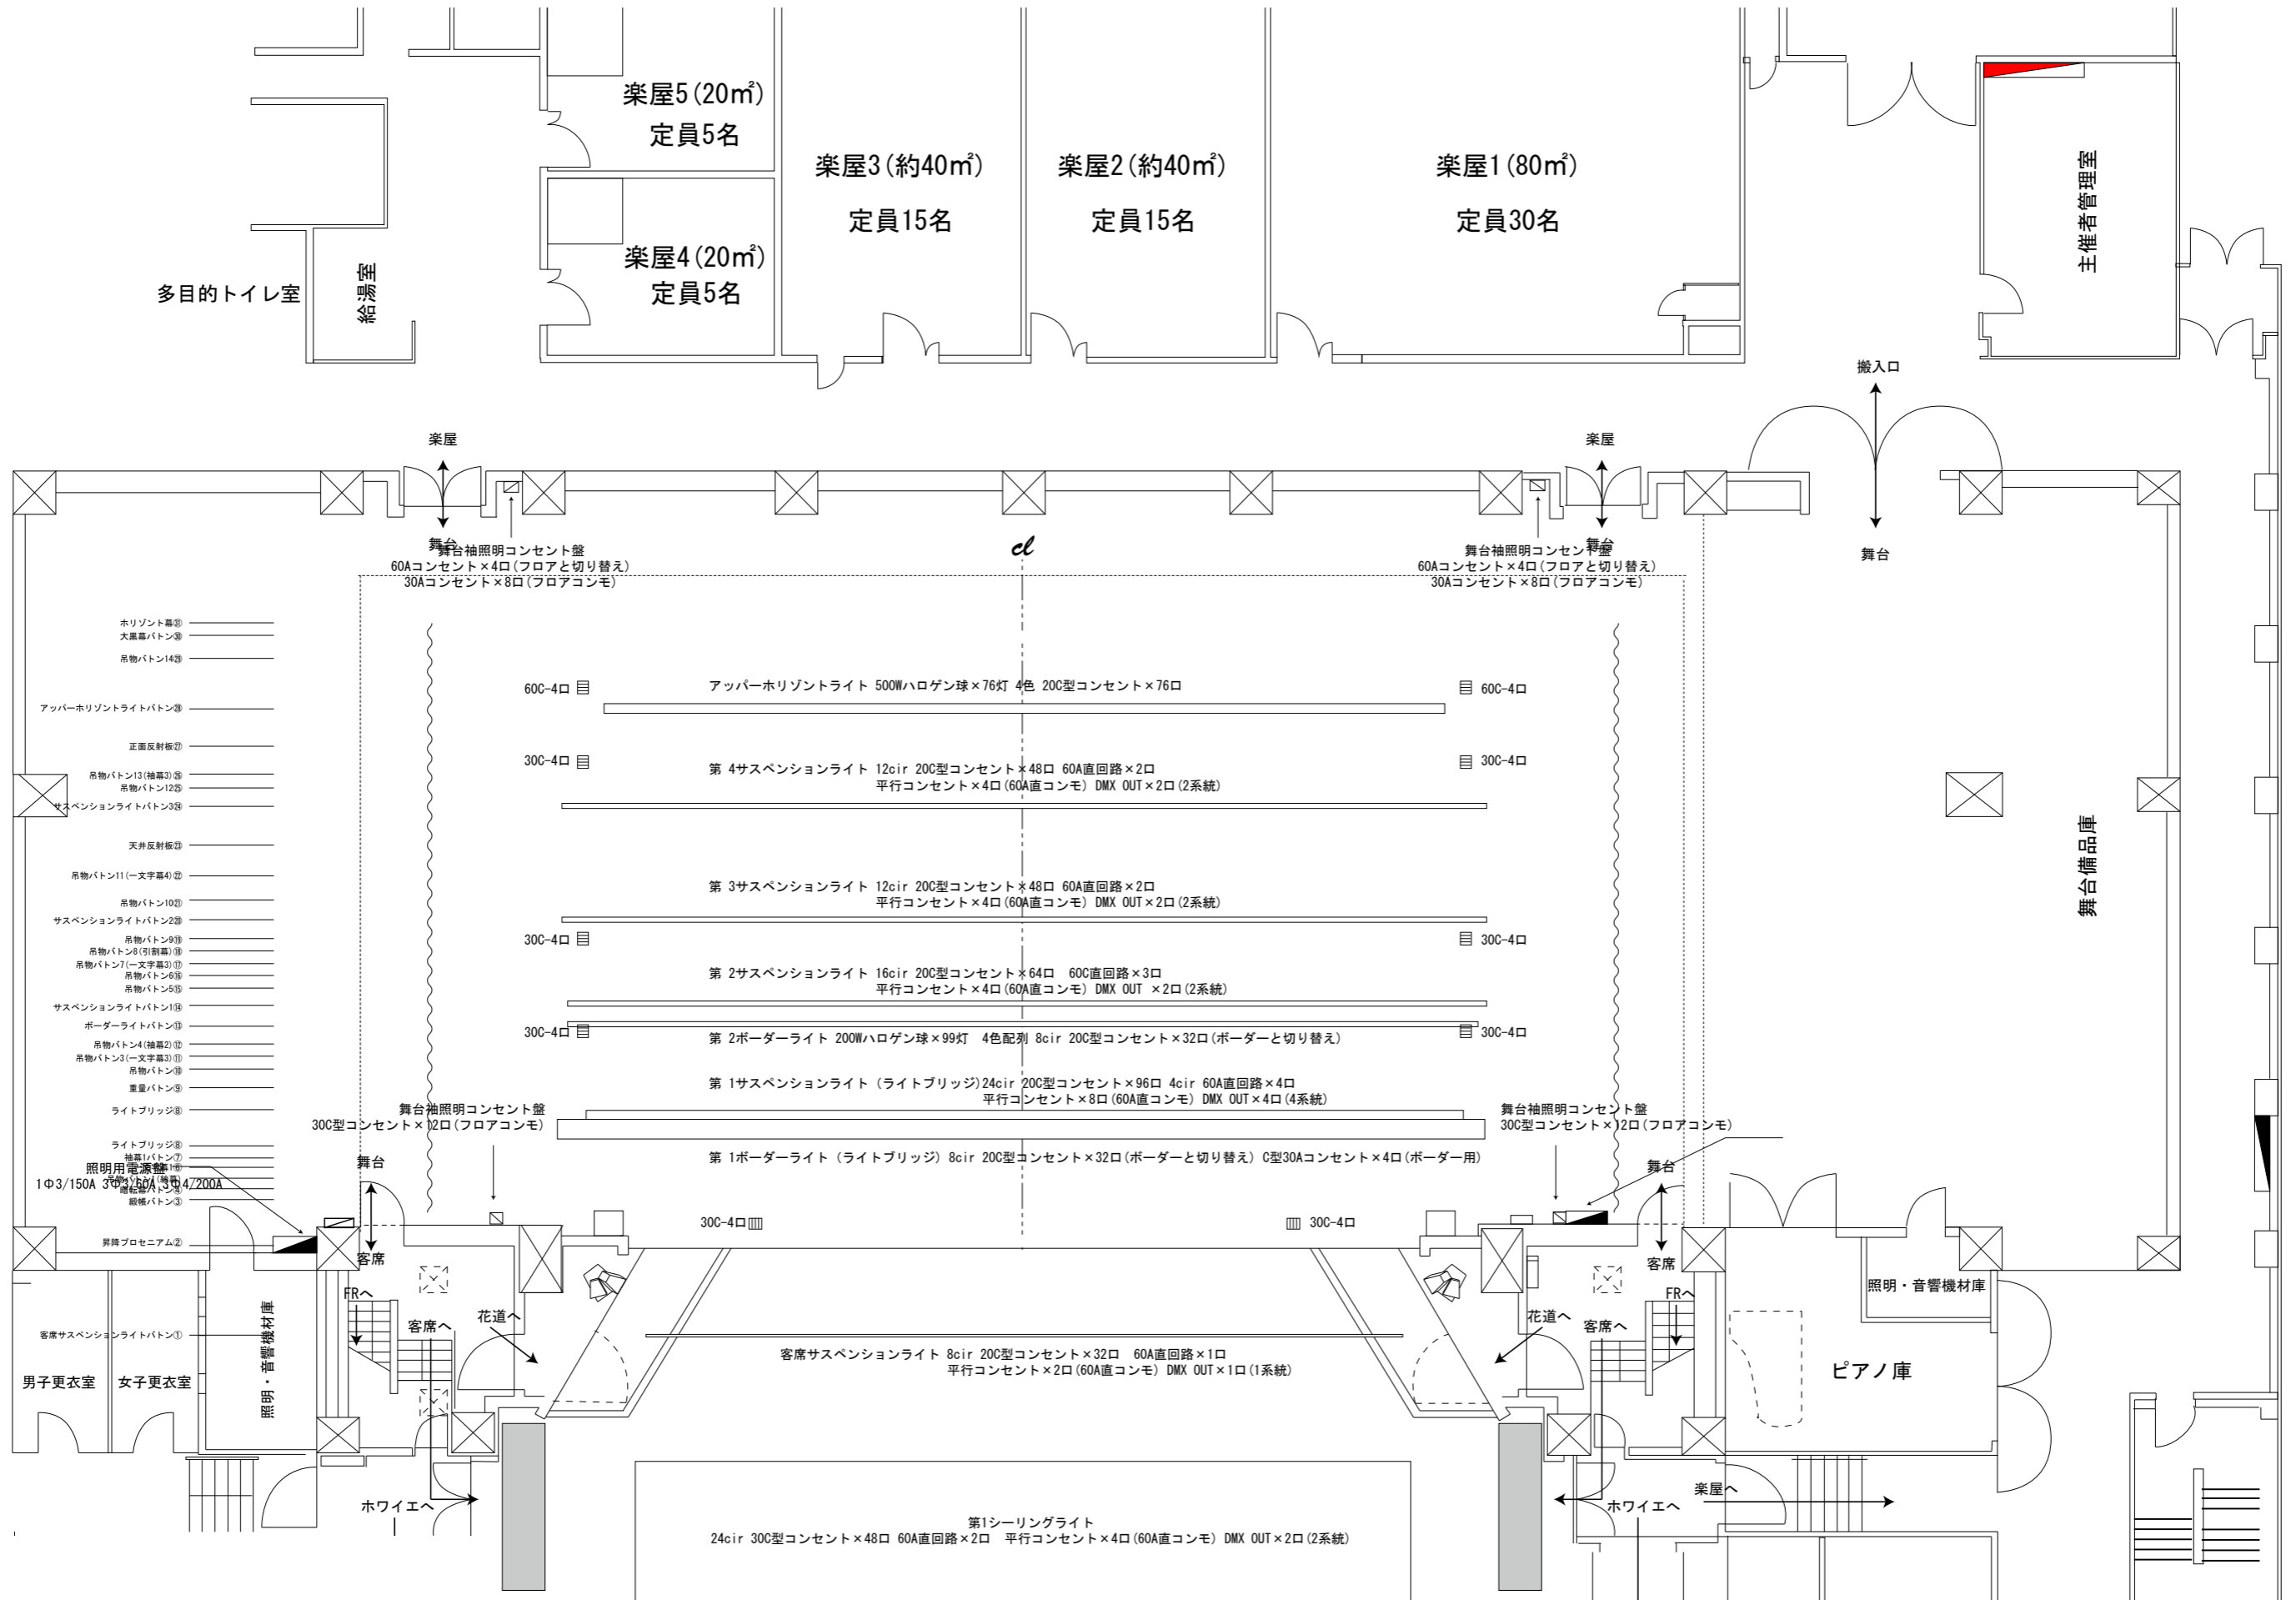 楽屋5(20㎡)
定員5名
楽屋4(20㎡)
定員5名
楽屋3(約40㎡)
定員15名
楽屋2(約40㎡)
定員15名
楽屋1(80㎡)
定員30名
主催者管理室
多目的トイレ室
給湯室
搬入口
舞台
楽屋
舞台
楽屋
舞台
舞台袖照明コンセント盤
60Aコンセント×4口(フロアと切り替え)
30Aコンセント×8口(フロアコンモ)
cl
舞台袖照明コンセント盤
60Aコンセント×4口(フロアと切り替え)
30Aコンセント×8口(フロアコンモ)
ホリゾント幕㉛
大黒幕バトン㉚
吊物バトン14㉙
アッパーホリゾントライトバトン㉘
正面反射板㉗
吊物バトン13(袖幕3)㉖
吊物バトン12㉕
サスペンションライトバトン3㉔
天井反射板㉓
吊物バトン11(一文字幕4)㉒
吊物バトン10㉑
サスペンションライトバトン2⑳
吊物バトン9⑲
吊物バトン8(引割幕)⑱
吊物バトン7(一文字幕3)⑰
吊物バトン6⑯
吊物バトン5⑮
サスペンションライトバトン1⑭
ボーダーライトバトン⑬
吊物バトン4(袖幕2)⑫
吊物バトン3(一文字幕3)⑪
吊物バトン⑩
重量バトン⑨
ライトブリッジ⑧
ライトブリッジ⑧
袖幕1バトン⑦
照明用電源盤
1Φ3/150A 3Φ3/60A 3Φ4/200A
暗転幕バトン④
緞帳バトン③
昇降プロセニアム②
客席サスペンションライトバトン①
60C-4口
アッパーホリゾントライト 500Wハロゲン球×76灯 4色 20C型コンセント×76口
60C-4口
30C-4口
第 4サスペンションライト 12cir 20C型コンセント×48口 60A直回路×2口
平行コンセント×4口(60A直コンモ) DMX OUT×2口(2系統)
30C-4口
第 3サスペンションライト 12cir 20C型コンセント×48口 60A直回路×2口
平行コンセント×4口(60A直コンモ) DMX OUT×2口(2系統)
30C-4口
30C-4口
第 2サスペンションライト 16cir 20C型コンセント×64口 60C直回路×3口
平行コンセント×4口(60A直コンモ) DMX OUT ×2口(2系統)
30C-4口
30C-4口
第 2ボーダーライト 200Wハロゲン球×99灯 4色配列 8cir 20C型コンセント×32口(ボーダーと切り替え)
第 1サスペンションライト (ライトブリッジ)24cir 20C型コンセント×96口 4cir 60A直回路×4口
平行コンセント×8口(60A直コンモ) DMX OUT×4口(4系統)
舞台袖照明コンセント盤
30C型コンセント×12口(フロアコンモ)
舞台袖照明コンセント盤
30C型コンセント×12口(フロアコンモ)
第 1ボーダーライト (ライトブリッジ) 8cir 20C型コンセント×32口(ボーダーと切り替え) C型30Aコンセント×4口(ボーダー用)
舞台
客席
舞台
客席
30C-4口
30C-4口
舞台備品庫
FRへ
客席へ
花道へ
花道へ
客席へ
FRへ
客席サスペンションライト 8cir 20C型コンセント×32口 60A直回路×1口
平行コンセント×2口(60A直コンモ) DMX OUT×1口(1系統)
男子更衣室
女子更衣室
照明・音響機材庫
照明・音響機材庫
ピアノ庫
ホワイエへ
ホワイエへ
楽屋へ
第1シーリングライト
24cir 30C型コンセント×48口 60A直回路×2口 平行コンセント×4口(60A直コンモ) DMX OUT×2口(2系統)